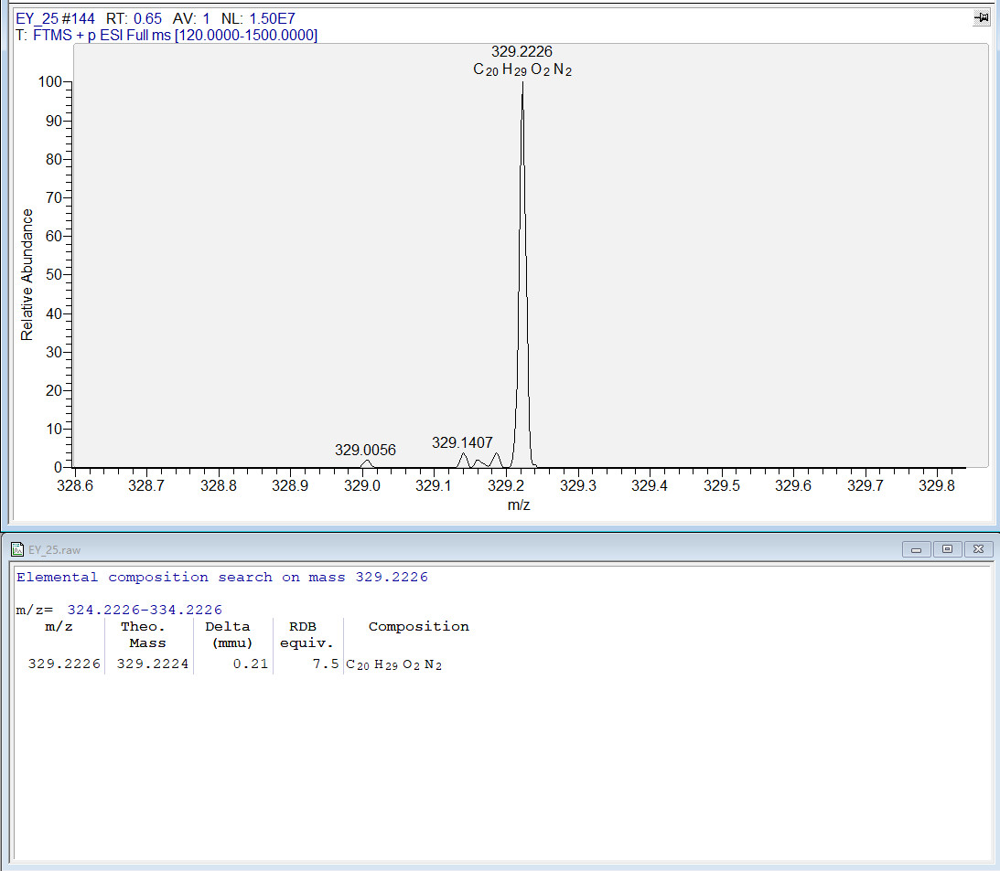 EY_25 #144 RT: 0.65 AV: 1 NL: 1.50E7
T: FTMS + p ESI Full ms [120.0000-1500.0000]
329.2226
C 20 H 29 O 2 N 2
100
90
80
70
60
50
40
30
20
10
0
Relative Abundance
329.0056
329.1407
328.6 328.7 328.8 328.9 329.0 329.1 329.2 329.3 329.4 329.5 329.6 329.7 329.8
m/z
EY_25.raw
Elemental composition search on mass 329.2226
m/z= 324.2226-334.2226
m/z Theo. Delta RDB Composition
Mass (mmu) equiv.
329.2226 329.2224 0.21 7.5 C 20 H 29 O 2 N 2